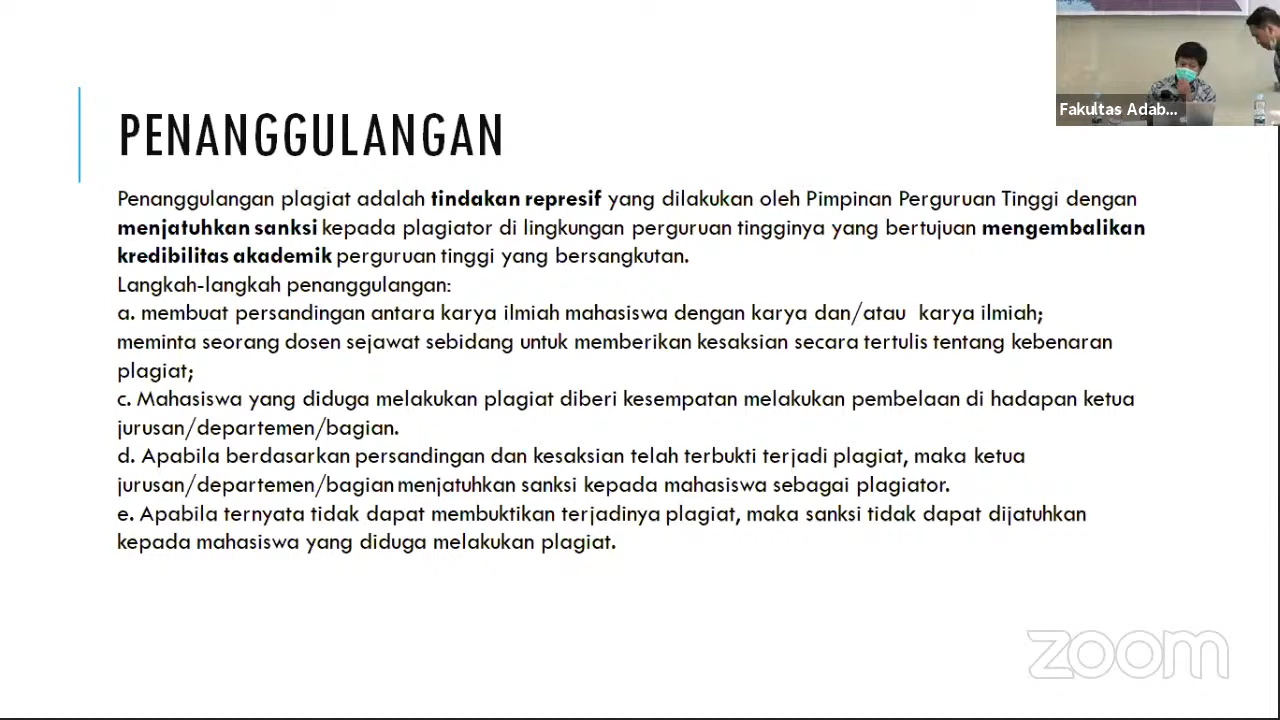 Fakultas Adab...
PENANGGULANGAN
Penanggulangan plagiat adalah tindakan represif yang dilakukan oleh Pimpinan Perguruan Tinggi dengan
menjatuhkan sanksi kepada plagiator di lingkungan perguruan tingginya yang bertujuan mengembalikan
kredibilitas akademik perguruan tinggi yang bersangkutan.
Langkah-langkah penanggulangan:
a. membuat persandingan antara karya ilmiah mahasiswa dengan karya dan/atau karya ilmiah;
meminta seorang dosen sejawat sebidang untuk memberikan kesaksian secara tertulis tentang kebenaran
plagiat;
c. Mahasiswa yang diduga melakukan plagiat diberi kesempatan melakukan pembelaan di hadapan ketua
jurusan/departemen/bagian.
d. Apabila berdasarkan persandingan dan kesaksian telah terbukti terjadi plagiat, maka ketua
jurusan/departemen/bagian menjatuhkan sanksi kepada mahasiswa sebagai plagiator.
e. Apabila ternyata tidak dapat membuktikan terjadinya plagiat, maka sanksi tidak dapat dijatuhkan
kepada mahasiswa yang diduga melakukan plagiat.
zoom